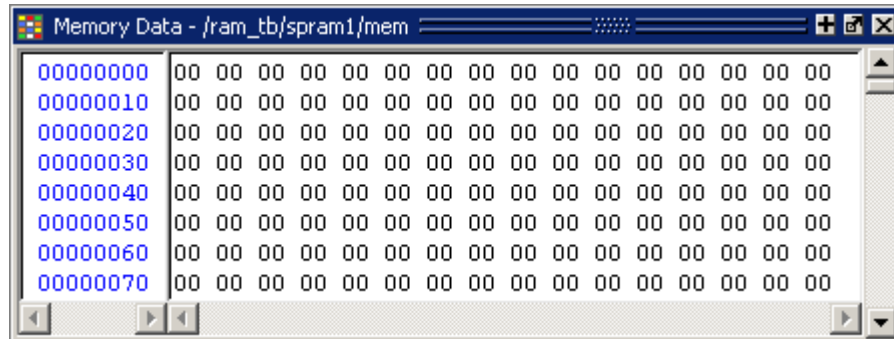 Memory Data - /ram_tb/spram1/mem
00000000 00 00 00 00 00 00 00 00 00 00 00 00 00 00 00 00
00000010 00 00 00 00 00 00 00 00 00 00 00 00 00 00 00 00
00000020 00 00 00 00 00 00 00 00 00 00 00 00 00 00 00 00
00000030 00 00 00 00 00 00 00 00 00 00 00 00 00 00 00 00
00000040 00 00 00 00 00 00 00 00 00 00 00 00 00 00 00 00
00000050 00 00 00 00 00 00 00 00 00 00 00 00 00 00 00 00
00000060 00 00 00 00 00 00 00 00 00 00 00 00 00 00 00 00
00000070 00 00 00 00 00 00 00 00 00 00 00 00 00 00 00 00